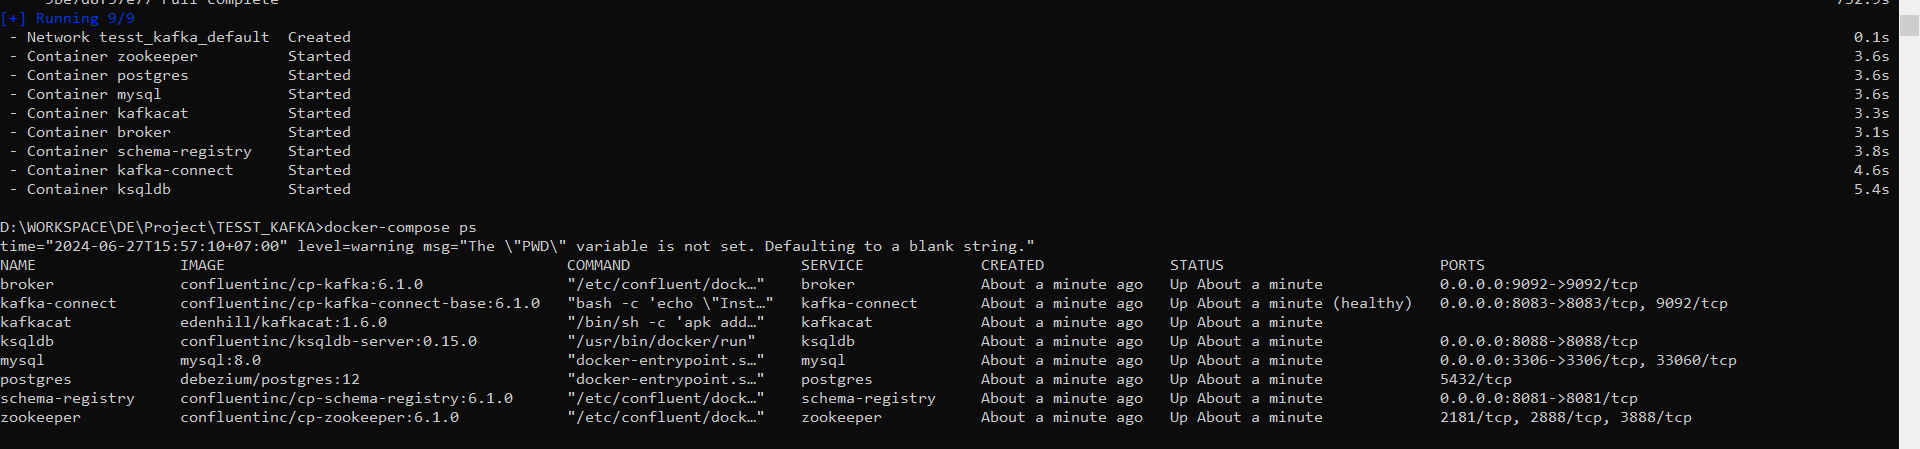 [+] Running 9/9
- Network tesst_kafka_default Created 0.1s
- Container zookeeper Started 3.6s
- Container postgres Started 3.6s
- Container mysql Started 3.6s
- Container kafkacat Started 3.3s
- Container broker Started 3.1s
- Container schema-registry Started 3.8s
- Container kafka-connect Started 4.6s
- Container ksqldb Started 5.4s
D:\WORKSPACE\DE\Project\TESST_KAFKA>docker-compose ps
time="2024-06-27T15:57:10+07:00" level=warning msg="The \"PWD\" variable is not set. Defaulting to a blank string."
NAME IMAGE COMMAND SERVICE CREATED STATUS PORTS
broker confluentinc/cp-kafka:6.1.0 "/etc/confluent/dock…" broker About a minute ago Up About a minute 0.0.0.0:9092->9092/tcp
kafka-connect confluentinc/cp-kafka-connect-base:6.1.0 "bash -c 'echo \"Inst…" kafka-connect About a minute ago Up About a minute (healthy) 0.0.0.0:8083->8083/tcp, 9092/tcp
kafkacat edenhill/kafkacat:1.6.0 "/bin/sh -c 'apk add…" kafkacat About a minute ago Up About a minute
ksqldb confluentinc/ksqldb-server:0.15.0 "/usr/bin/docker/run" ksqldb About a minute ago Up About a minute 0.0.0.0:8088->8088/tcp
mysql mysql:8.0 "docker-entrypoint.s…" mysql About a minute ago Up About a minute 0.0.0.0:3306->3306/tcp, 33060/tcp
postgres debezium/postgres:12 "docker-entrypoint.s…" postgres About a minute ago Up About a minute 5432/tcp
schema-registry confluentinc/cp-schema-registry:6.1.0 "/etc/confluent/dock…" schema-registry About a minute ago Up About a minute 0.0.0.0:8081->8081/tcp
zookeeper confluentinc/cp-zookeeper:6.1.0 "/etc/confluent/dock…" zookeeper About a minute ago Up About a minute 2181/tcp, 2888/tcp, 3888/tcp